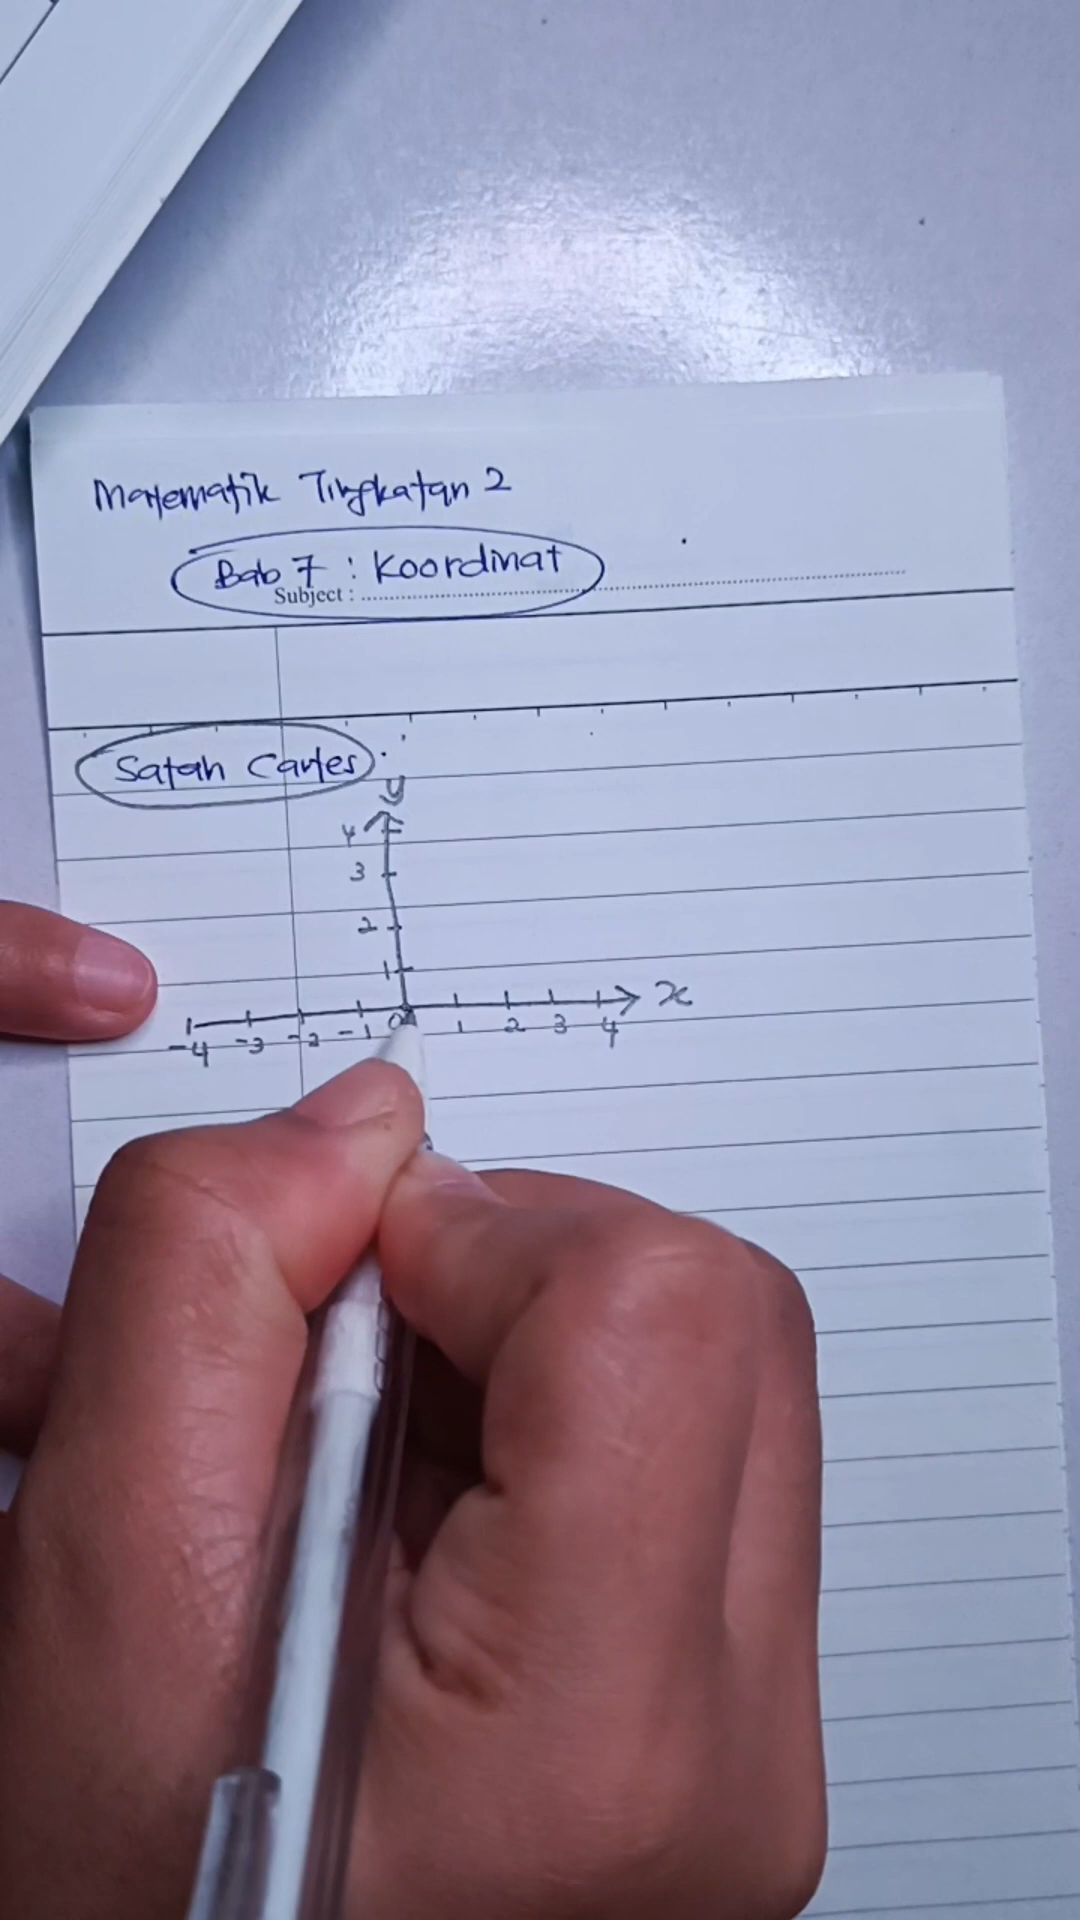 Matematik Tingkatan 2
Bab 7 : Koordinat
Subject :
Satah Cartes
y
4
3
2
1
x
-4 -3 -2 -1 0 1 2 3 4